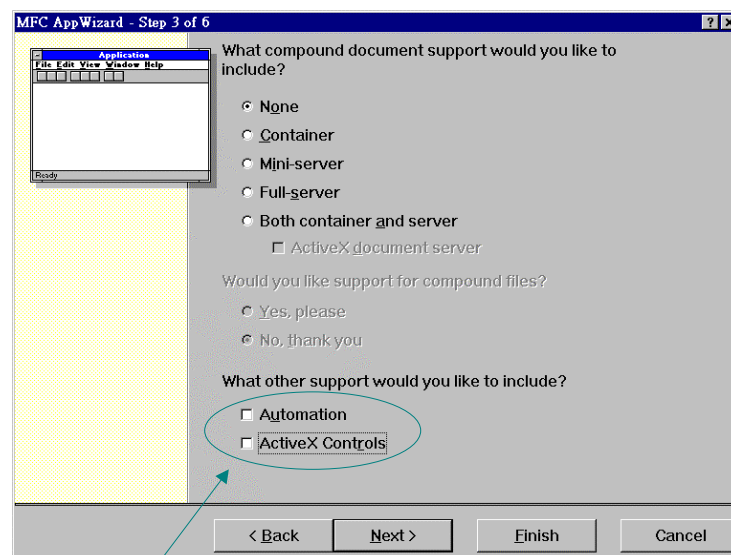 MFC AppWizard - Step 3 of 6
Application
File Edit View Window Help
Ready
What compound document support would you like to
include?
None
Container
Mini-server
Full-server
Both container and server
ActiveX document server
Would you like support for compound files?
Yes, please
No, thank you
What other support would you like to include?
Automation
ActiveX Controls
< Back
Next >
Finish
Cancel